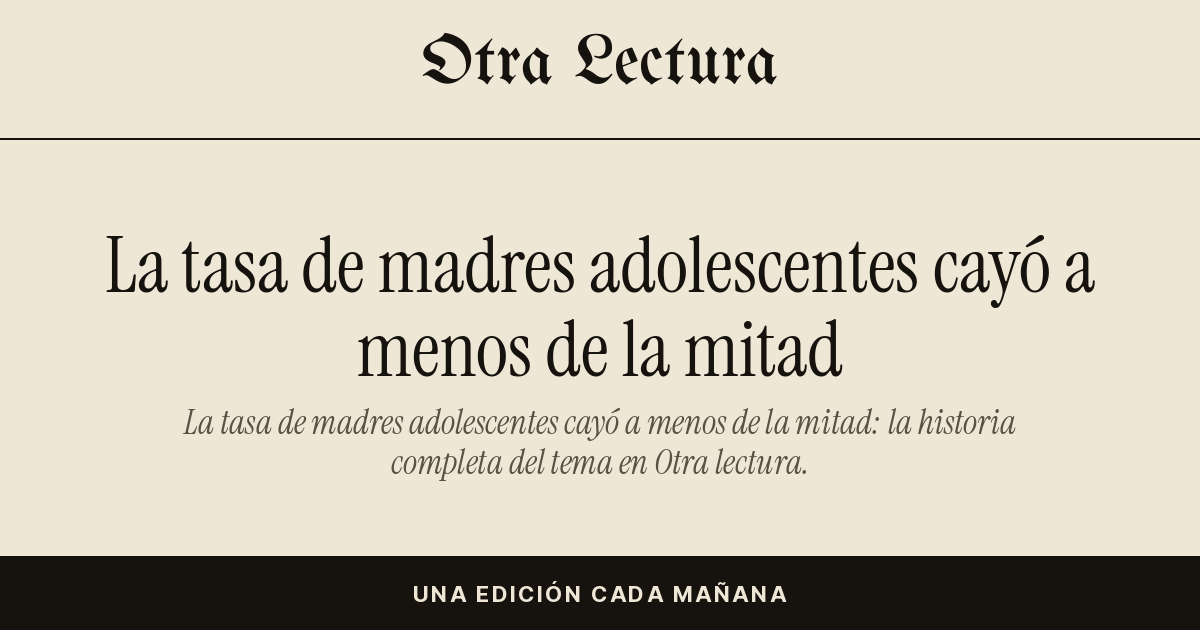 Otra Lectura
La tasa de madres adolescentes cayó a
menos de la mitad
La tasa de madres adolescentes cayó a menos de la mitad: la historia
completa del tema en Otra lectura.
UNA EDICIÓN CADA MAÑANA